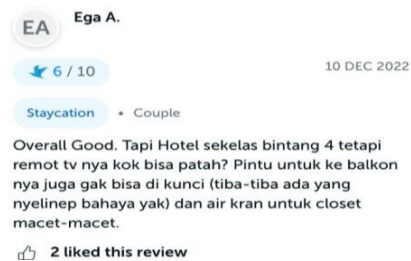 EA
Ega A.
6 / 10
10 DEC 2022
Staycation • Couple
Overall Good. Tapi Hotel sekelas bintang 4 tetapi
remot tv nya kok bisa patah? Pintu untuk ke balkon
nya juga gak bisa di kunci (tiba-tiba ada yang
nyelinep bahaya yak) dan air kran untuk closet
macet-macet.
2 liked this review